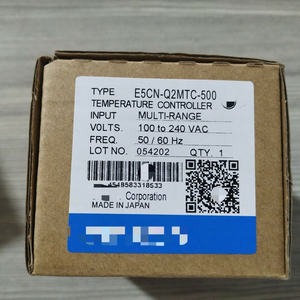 TYPE E5CN-Q2MTC-500
TEMPERATURE CONTROLLER
INPUT MULTI-RANGE
VOLTS. 100 to 240 VAC
FREQ. 50 / 60 Hz
LOT NO. 054202 QTY. 1
4548583318533
Corporation
MADE IN JAPAN